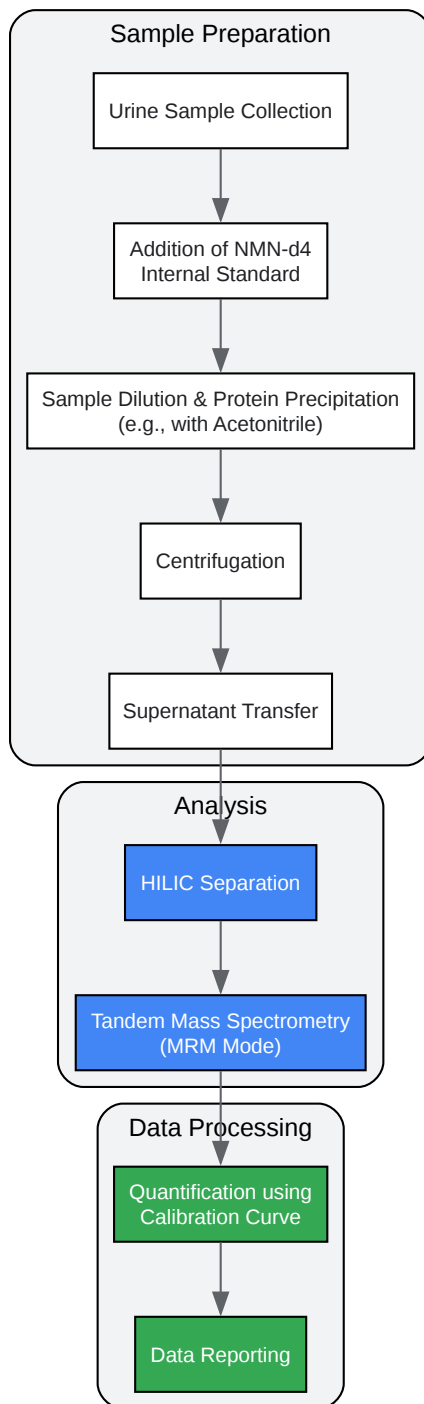 Sample Preparation
Urine Sample Collection
Addition of NMN-d4
Internal Standard
Sample Dilution & Protein Precipitation
(e.g., with Acetonitrile)
Centrifugation
Supernatant Transfer
Analysis
HILIC Separation
Tandem Mass Spectrometry
(MRM Mode)
Data Processing
Quantification using
Calibration Curve
Data Reporting